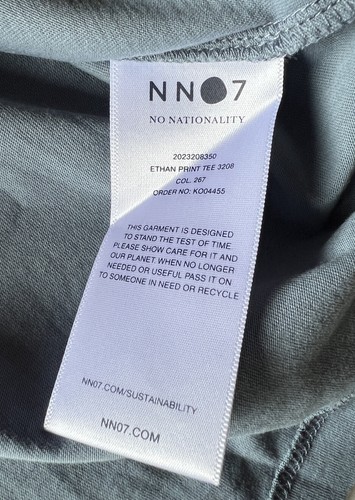 NN●7
NO NATIONALITY
2023208350
ETHAN PRINT TEE 3208
COL. 267
ORDER NO: KO04455
THIS GARMENT IS DESIGNED
TO STAND THE TEST OF TIME.
PLEASE SHOW CARE FOR IT AND
OUR PLANET WHEN NO LONGER
NEEDED OR USEFUL PASS IT ON
TO SOMEONE IN NEED OR RECYCLE
NN07.COM/SUSTAINABILITY
NN07.COM